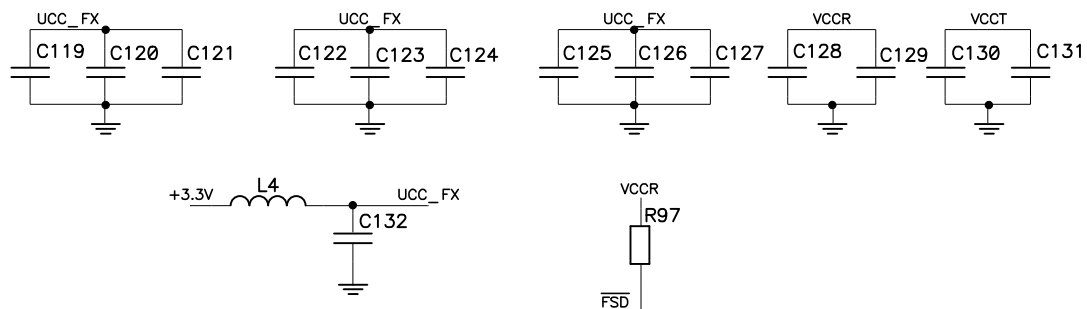 UCC_FX UCC_FX UCC_FX VCCR VCCT
C119 C120 C121 C122 C123 C124 C125 C126 C127 C128 C129 C130 C131
+3.3V L4 UCC_FX
C132
VCCR
R97
FSD